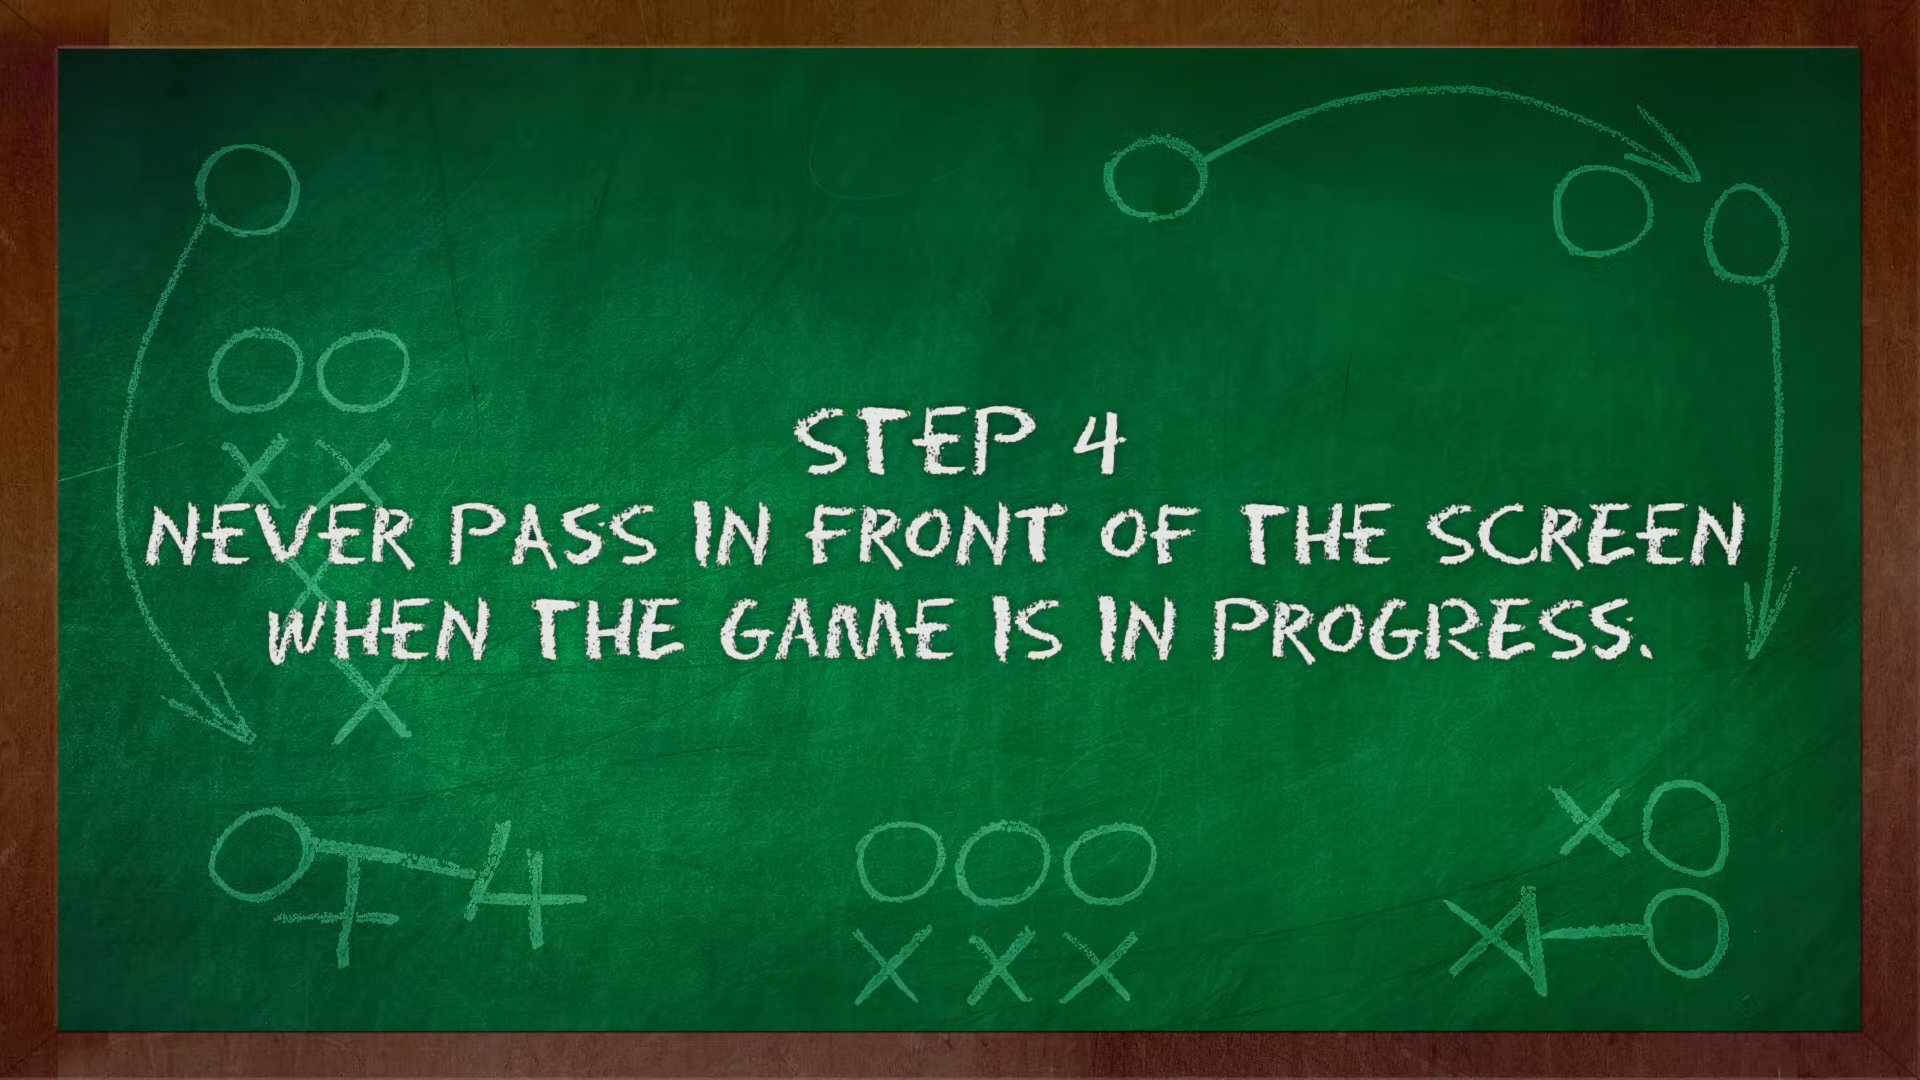 STEP 4
NEVER PASS IN FRONT OF THE SCREEN
WHEN THE GAME IS IN PROGRESS.